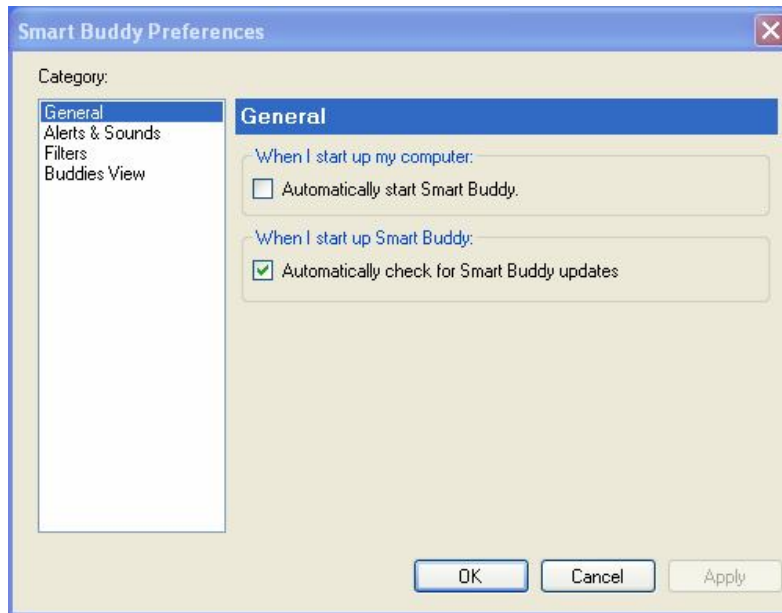 Smart Buddy Preferences
Category:
General
Alerts & Sounds
Filters
Buddies View
General
When I start up my computer:
Automatically start Smart Buddy.
When I start up Smart Buddy:
Automatically check for Smart Buddy updates
OK
Cancel
Apply